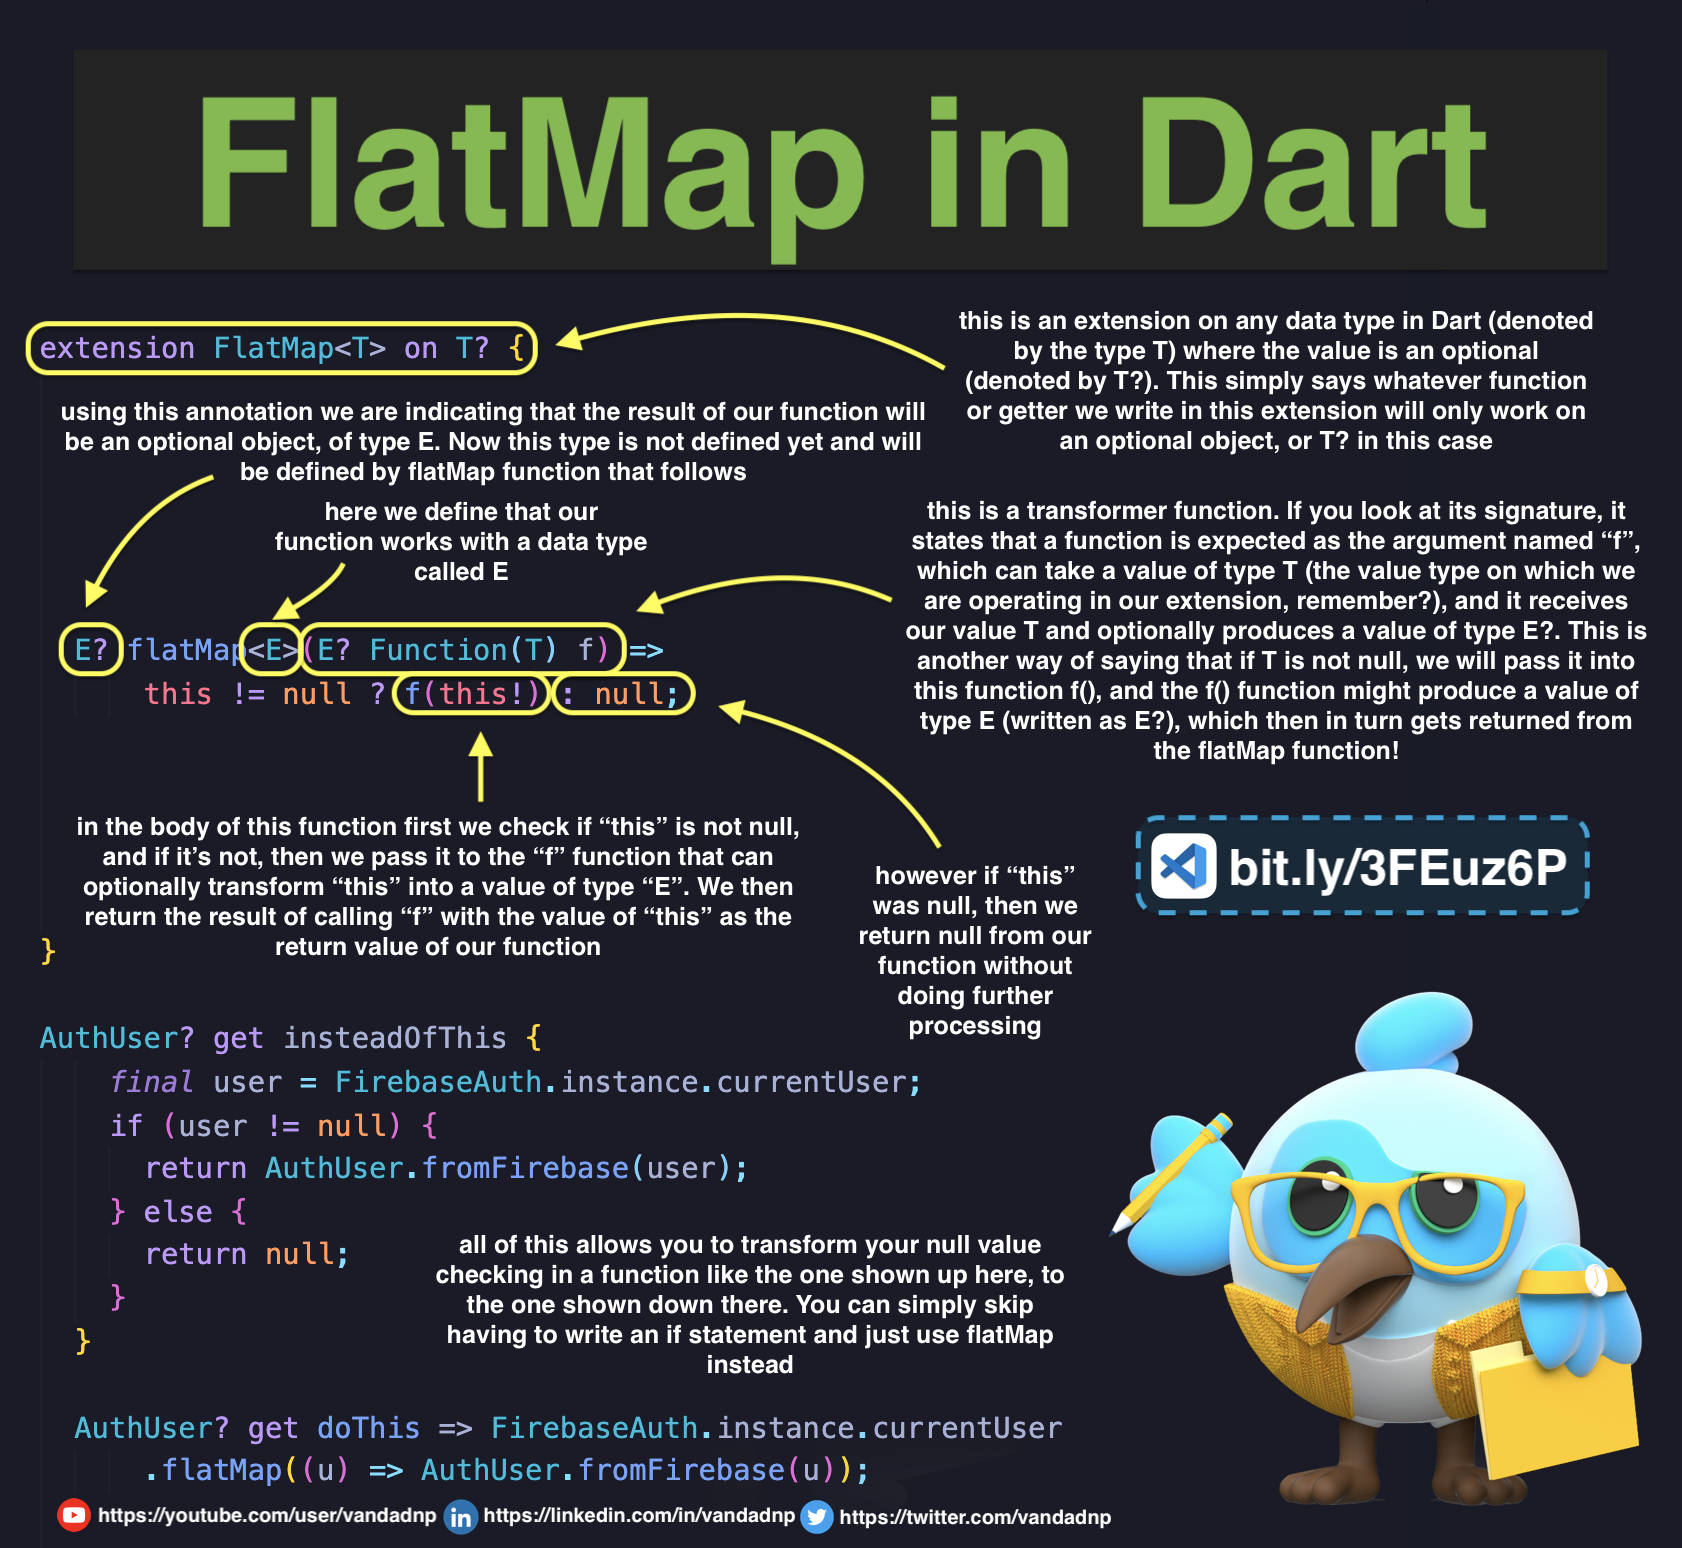 FlatMap in Dart
extension FlatMap<T> on T? {
this is an extension on any data type in Dart (denoted
by the type T) where the value is an optional
(denoted by T?). This simply says whatever function
or getter we write in this extension will only work on
an optional object, or T? in this case
using this annotation we are indicating that the result of our function will
be an optional object, of type E. Now this type is not defined yet and will
be defined by flatMap function that follows
here we define that our
function works with a data type
called E
this is a transformer function. If you look at its signature, it
states that a function is expected as the argument named “f”,
which can take a value of type T (the value type on which we
are operating in our extension, remember?), and it receives
our value T and optionally produces a value of type E?. This is
another way of saying that if T is not null, we will pass it into
this function f(), and the f() function might produce a value of
type E (written as E?), which then in turn gets returned from
the flatMap function!
E? flatMap<E>(E? Function(T) f) =>
this != null ? f(this!) : null;
in the body of this function first we check if “this” is not null,
and if it’s not, then we pass it to the “f” function that can
optionally transform “this” into a value of type “E”. We then
return the result of calling “f” with the value of “this” as the
return value of our function
however if “this”
was null, then we
return null from our
function without
doing further
processing
bit.ly/3FEuz6P
}
AuthUser? get insteadOfThis {
final user = FirebaseAuth.instance.currentUser;
if (user != null) {
return AuthUser.fromFirebase(user);
} else {
return null;
}
}
all of this allows you to transform your null value
checking in a function like the one shown up here, to
the one shown down there. You can simply skip
having to write an if statement and just use flatMap
instead
AuthUser? get doThis => FirebaseAuth.instance.currentUser
.flatMap((u) => AuthUser.fromFirebase(u));
https://youtube.com/user/vandadnp
https://linkedin.com/in/vandadnp
https://twitter.com/vandadnp